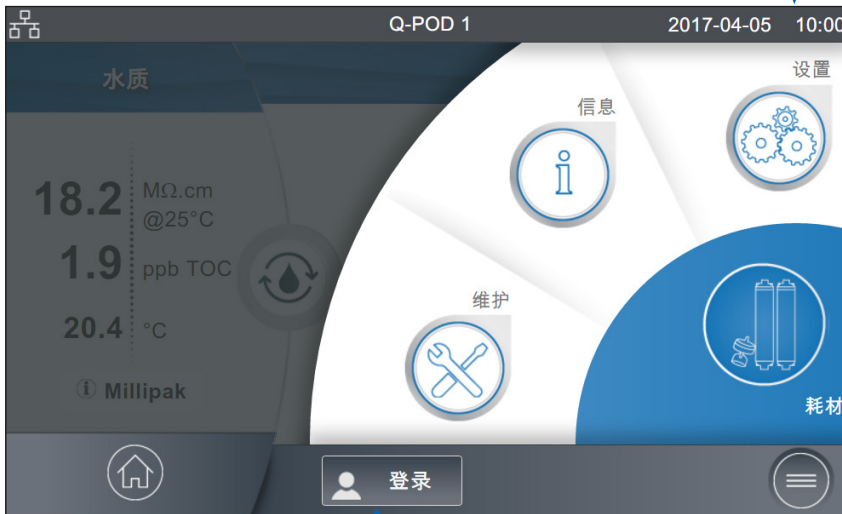 Q-POD 1
2017-04-05 10:00
水质
18.2 MΩ.cm
@25°C
1.9 ppb TOC
20.4 °C
i Millipak
设置
信息
维护
耗材
登录